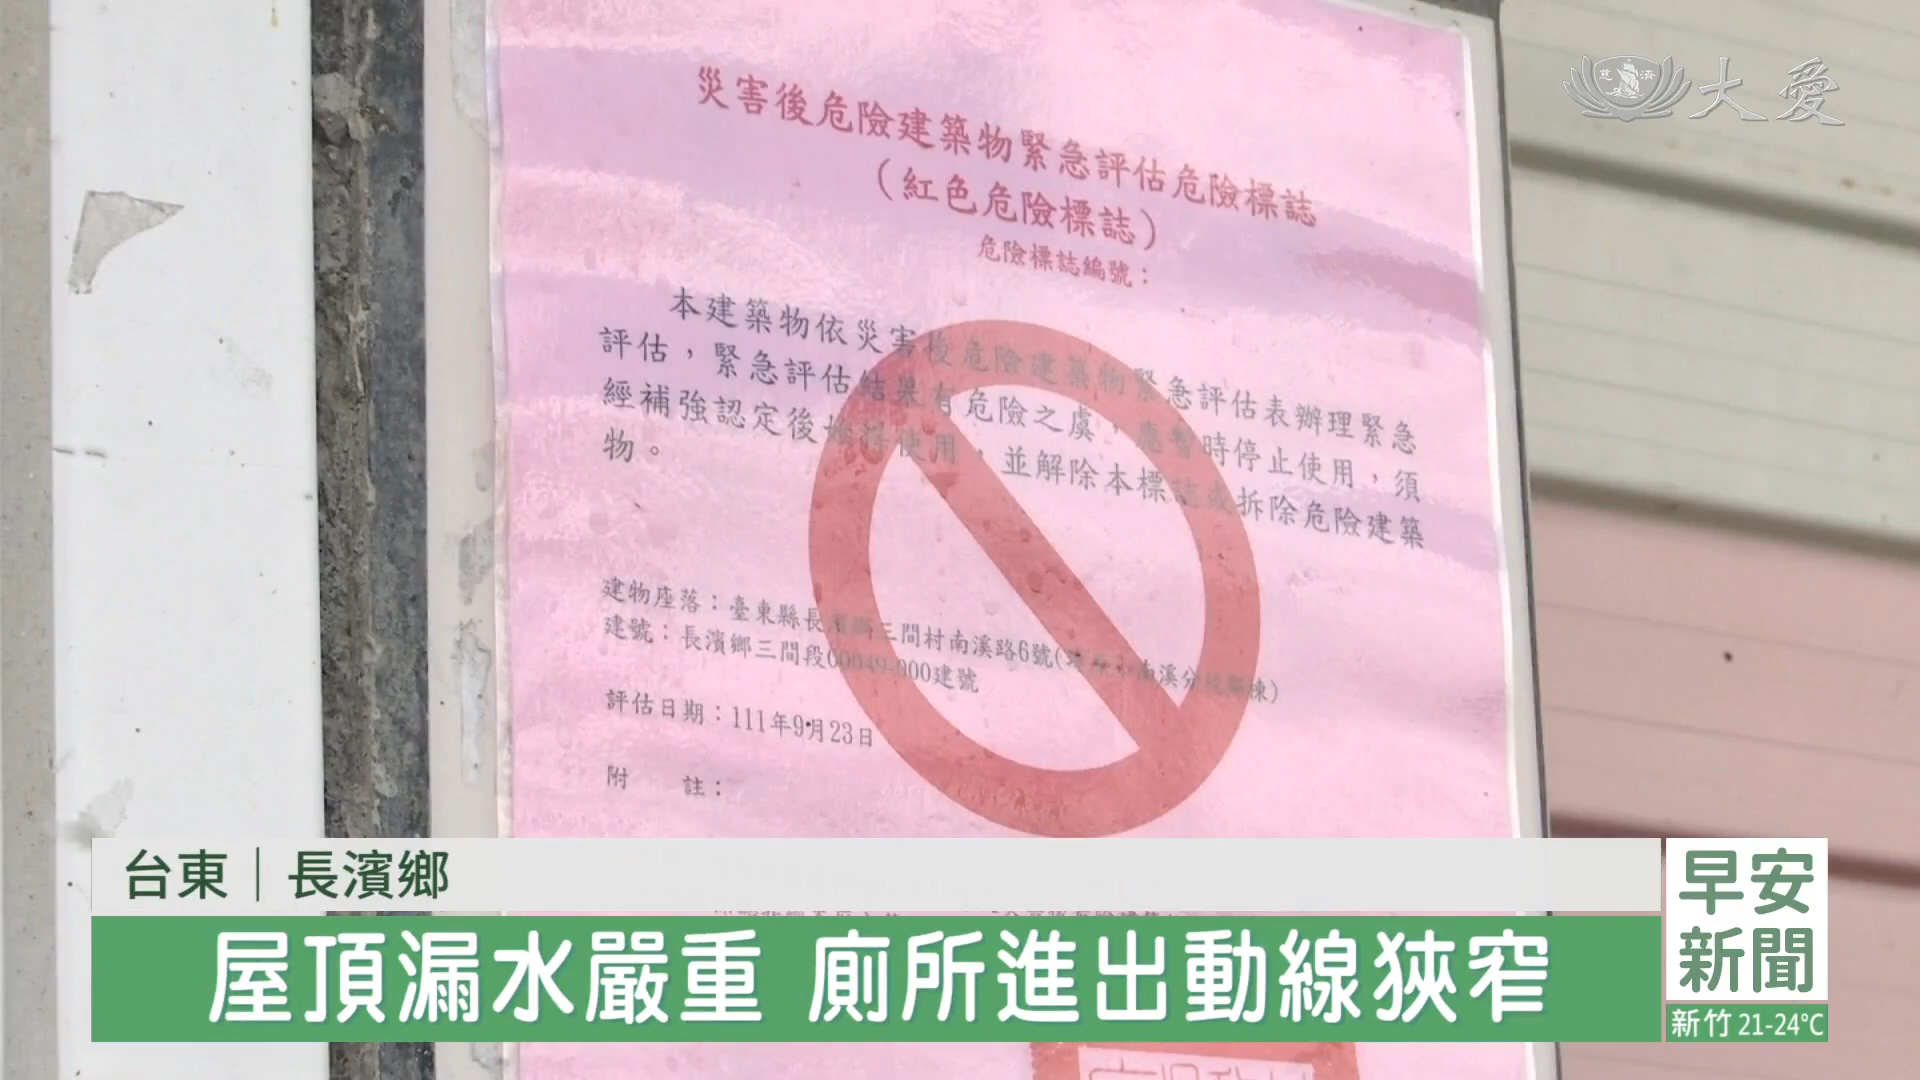 慈濟
大愛
災害後危險建築物緊急評估危險標誌
（紅色危險標誌）
危險標誌編號：
本建築物依災害後危險建築物緊急評估表辦理緊急
評估，緊急評估結果有危險之虞，應暫時停止使用，須
經補強認定後始得使用，並解除本標誌或拆除危險建築
物。
建物座落：臺東縣長濱鄉三間村南溪路6號(
南溪分校
棟)
建號：長濱鄉三間段00049-000建號
評估日期：111年9月23日
附 註：
台東｜長濱鄉
屋頂漏水嚴重 廁所進出動線狹窄
早安
新聞
新竹 21-24°C